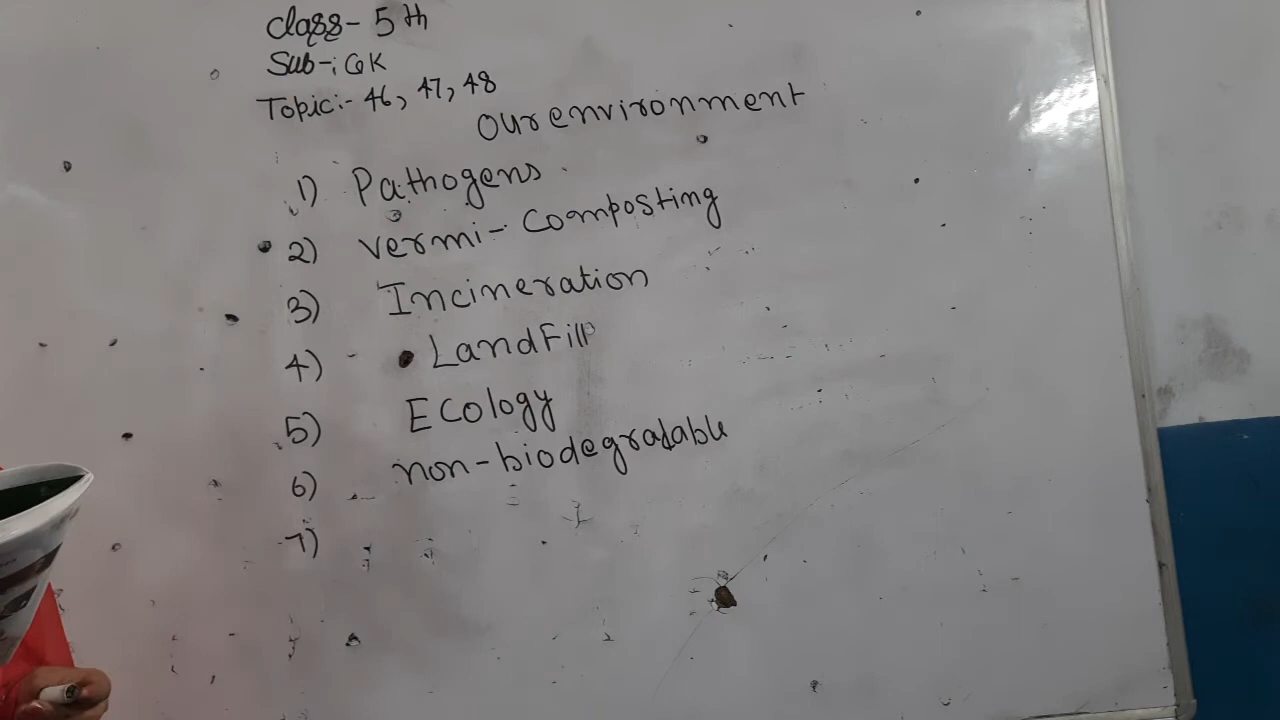 Class- 5th
Sub-: GK
Topic:- 46, 47, 48
Our environment
1) Pathogens
2) Vermi- Composting
3) Incineration
4) LandFill
5) Ecology
6) non-biodegradable
7)